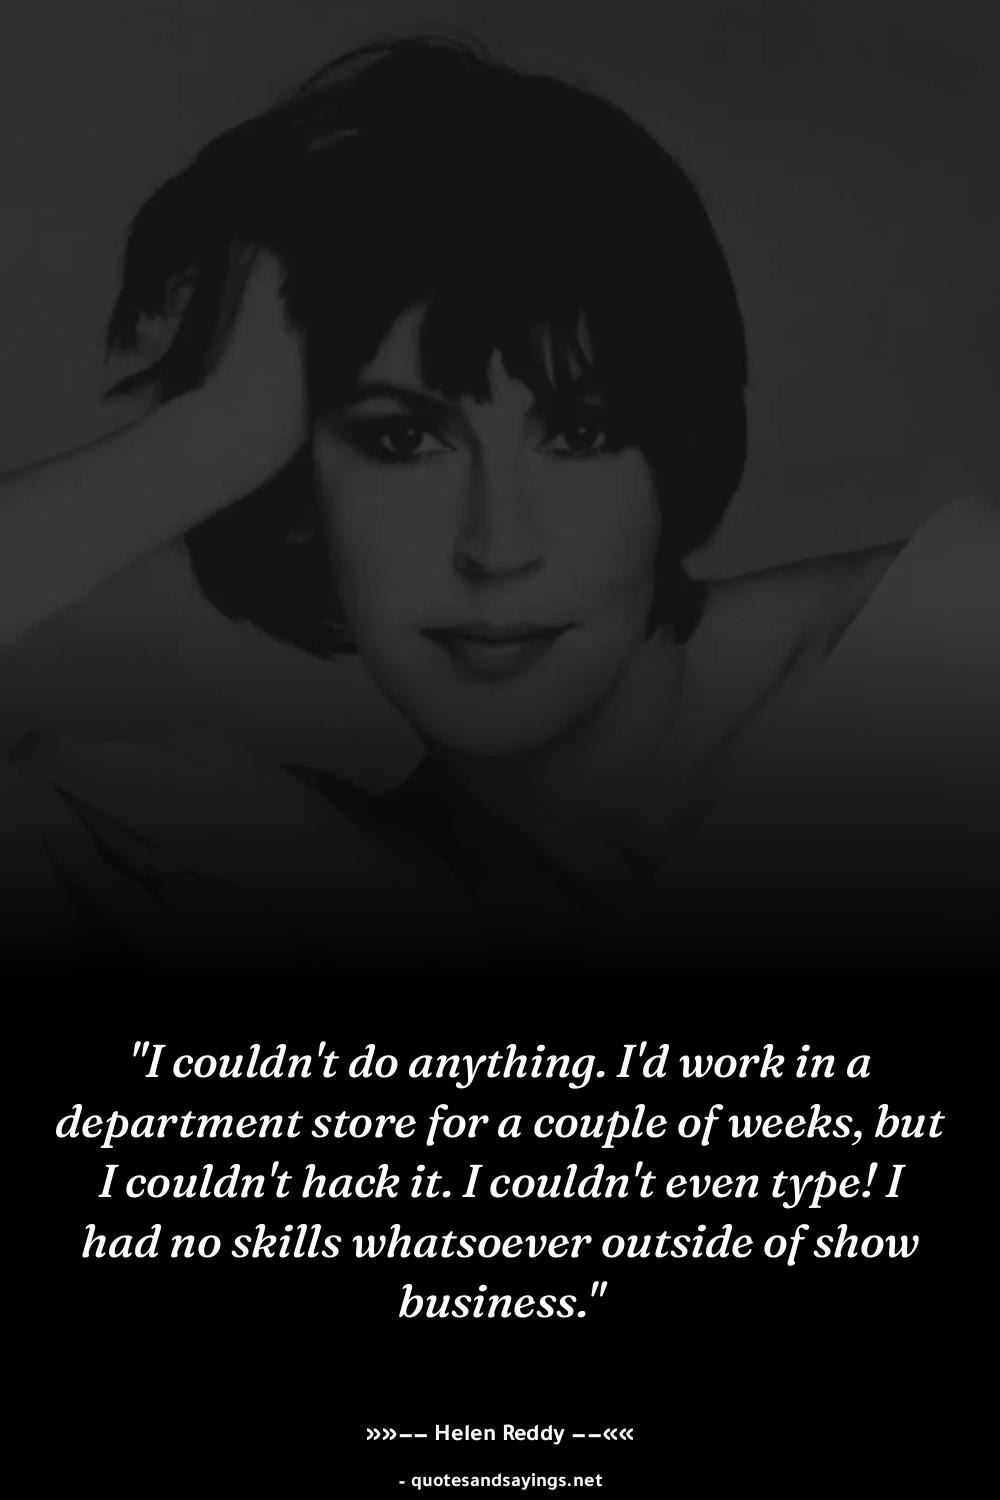 "I couldn't do anything. I'd work in a
department store for a couple of weeks, but
I couldn't hack it. I couldn't even type! I
had no skills whatsoever outside of show
business."
»»-- Helen Reddy --««
- quotesandsayings.net